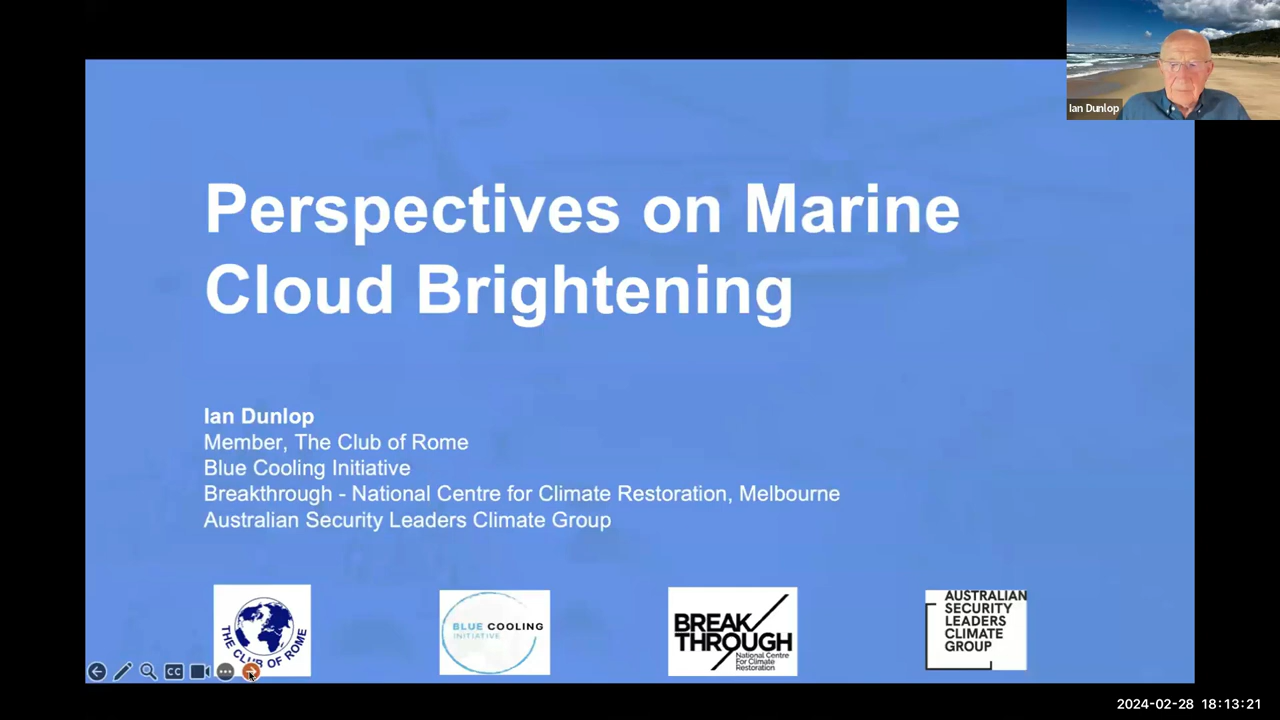 Ian Dunlop
Perspectives on Marine
Cloud Brightening
Ian Dunlop
Member, The Club of Rome
Blue Cooling Initiative
Breakthrough - National Centre for Climate Restoration, Melbourne
Australian Security Leaders Climate Group
THE CLUB OF ROME
BLUE COOLING
INITIATIVE
BREAK
THROUGH
National Centre
For Climate
Restoration
AUSTRALIAN
SECURITY
LEADERS
CLIMATE
GROUP
CC
2024-02-28 18:13:21